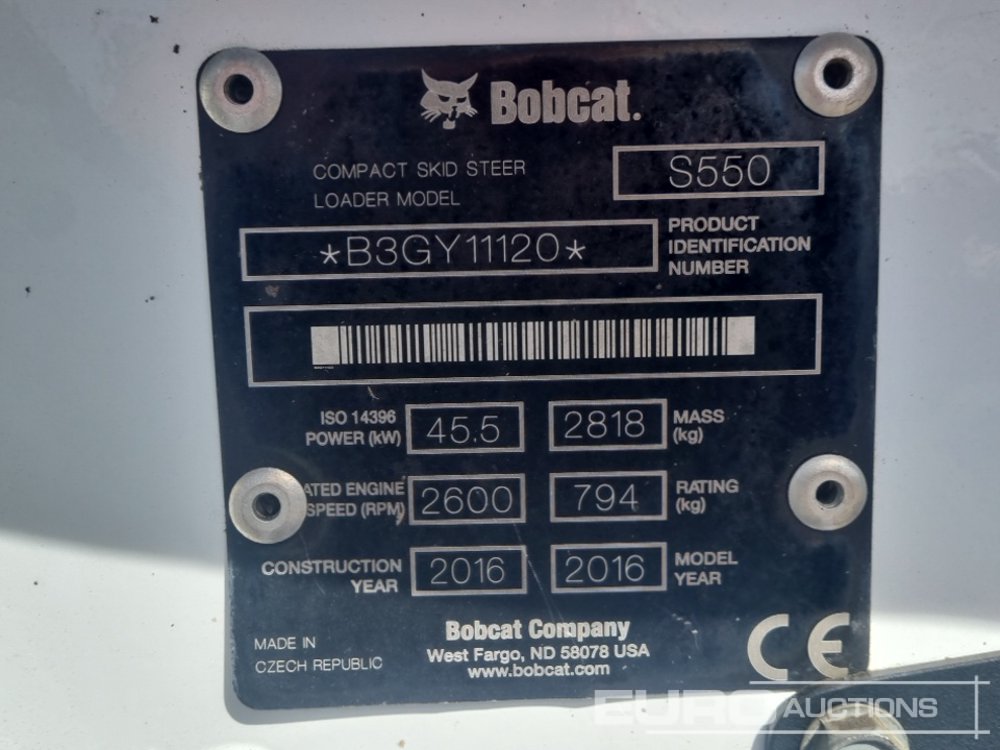 Bobcat.
COMPACT SKID STEER
LOADER MODEL
S550
*B3GY11120*
PRODUCT
IDENTIFICATION
NUMBER
ISO 14396
POWER (kW)
45.5
2818
MASS
(kg)
ATED ENGINE
SPEED (RPM)
2600
794
RATING
(kg)
CONSTRUCTION
YEAR
2016
2016
MODEL
YEAR
MADE IN
CZECH REPUBLIC
Bobcat Company
West Fargo, ND 58078 USA
www.bobcat.com
CE
EURO AUCTIONS